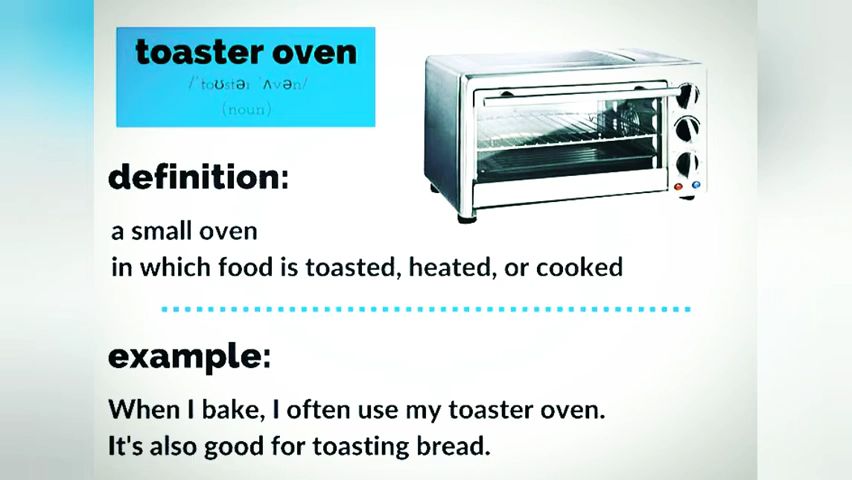 toaster oven
/ˈtoʊstəɹ ˈʌvən/
(noun)
definition:
a small oven
in which food is toasted, heated, or cooked
example:
When I bake, I often use my toaster oven.
It's also good for toasting bread.